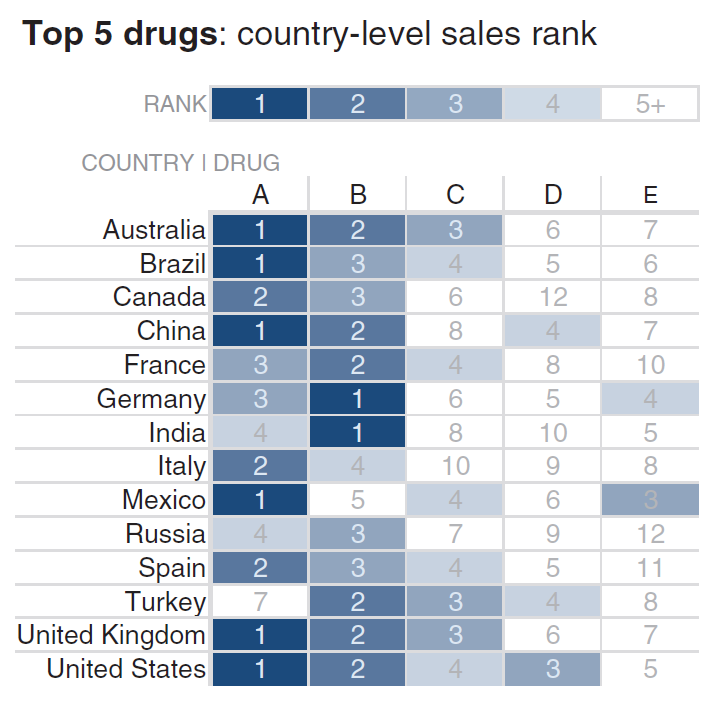 Top 5 drugs: country-level sales rank
RANK 1 2 3 4 5+
COUNTRY | DRUG
A B C D E
Australia 1 2 3 6 7
Brazil 1 3 4 5 6
Canada 2 3 6 12 8
China 1 2 8 4 7
France 3 2 4 8 10
Germany 3 1 6 5 4
India 4 1 8 10 5
Italy 2 4 10 9 8
Mexico 1 5 4 6 3
Russia 4 3 7 9 12
Spain 2 3 4 5 11
Turkey 7 2 3 4 8
United Kingdom 1 2 3 6 7
United States 1 2 4 3 5